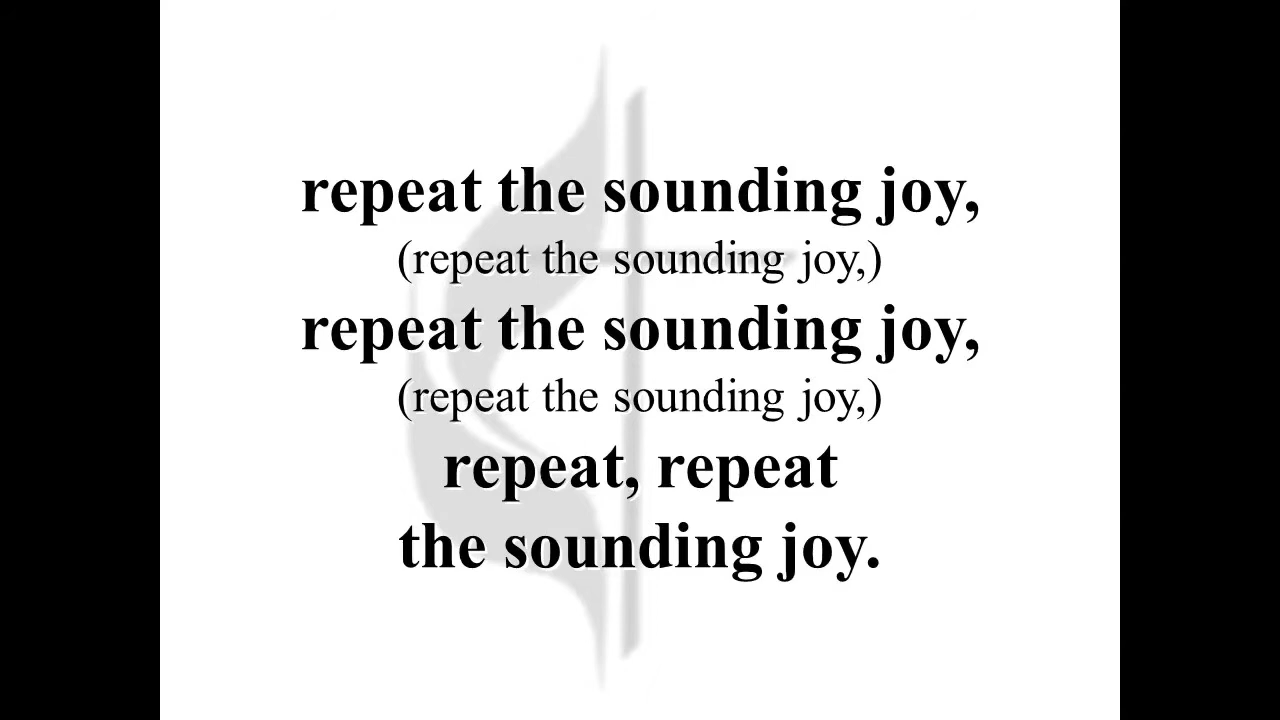 repeat the sounding joy,
(repeat the sounding joy,)
repeat the sounding joy,
(repeat the sounding joy,)
repeat, repeat
the sounding joy.